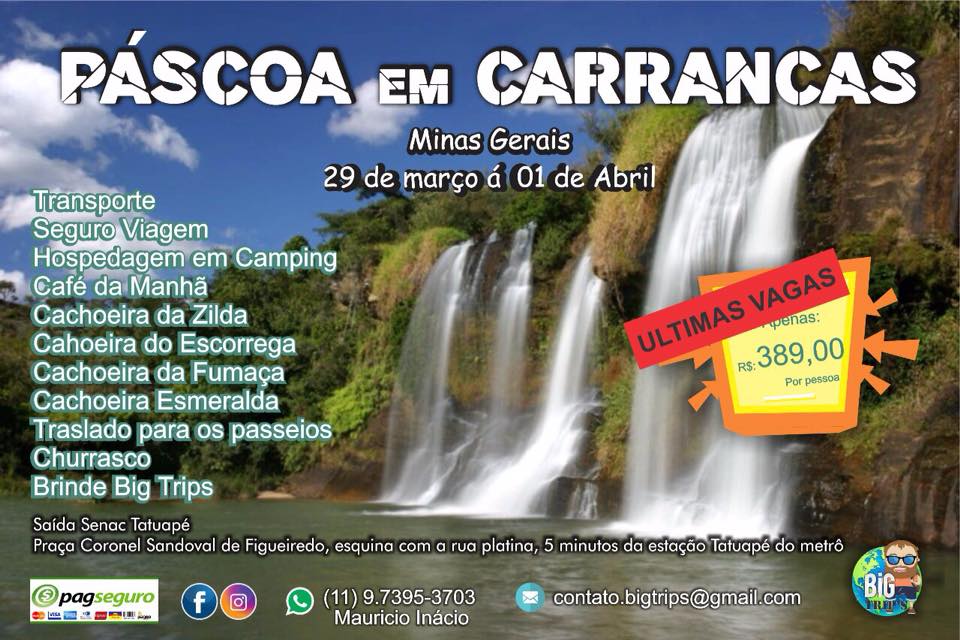 PÁSCOA EM CARRANCAS
Minas Gerais
29 de março á 01 de Abril
Transporte
Seguro Viagem
Hospedagem em Camping
Café da Manhã
Cachoeira da Zilda
Cahoeira do Escorrega
Cachoeira da Fumaça
Cachoeira Esmeralda
Traslado para os passeios
Churrasco
Brinde Big Trips
ULTIMAS VAGAS
Apenas:
R$: 389,00
Por pessoa
Saída Senac Tatuapé
Praça Coronel Sandoval de Figueiredo, esquina com a rua platina, 5 minutos da estação Tatuapé do metrô
pagseguro
VISA
(11) 9.7395-3703
Mauricio Inácio
contato.bigtrips@gmail.com
BiG
TRIPS